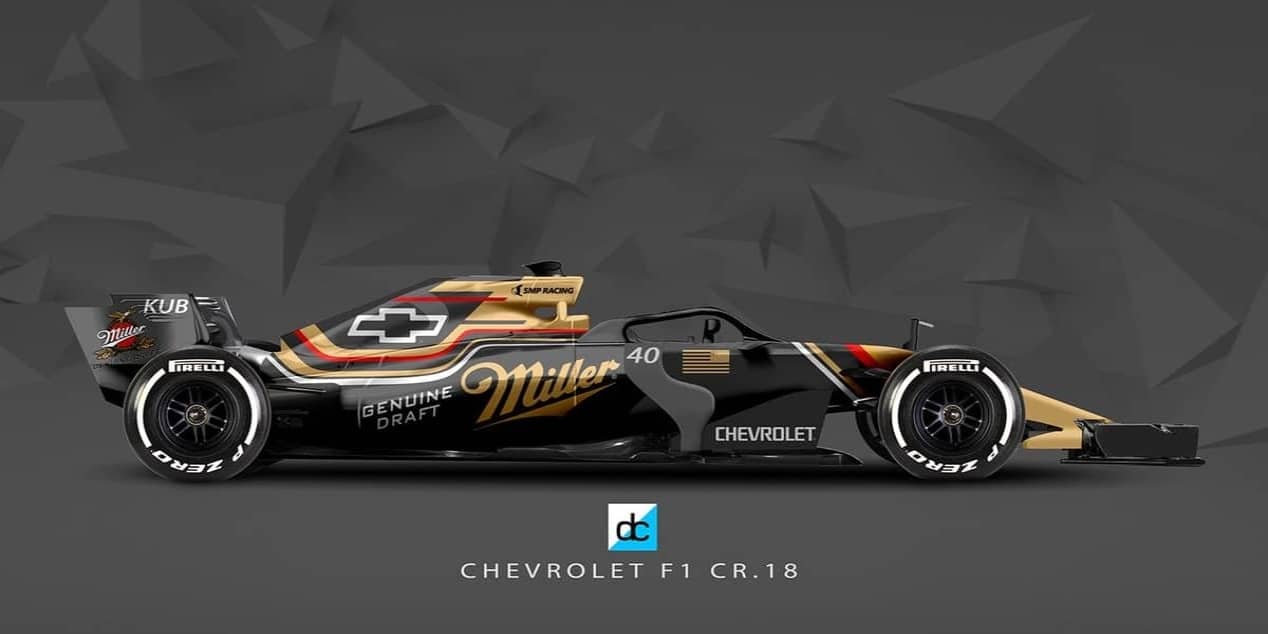 KUB
Miller
SMP RACING
40
Miller
GENUINE
DRAFT
CHEVROLET
PIRELLI
P ZERO
PIRELLI
P ZERO
dc
CHEVROLET F1 CR.18